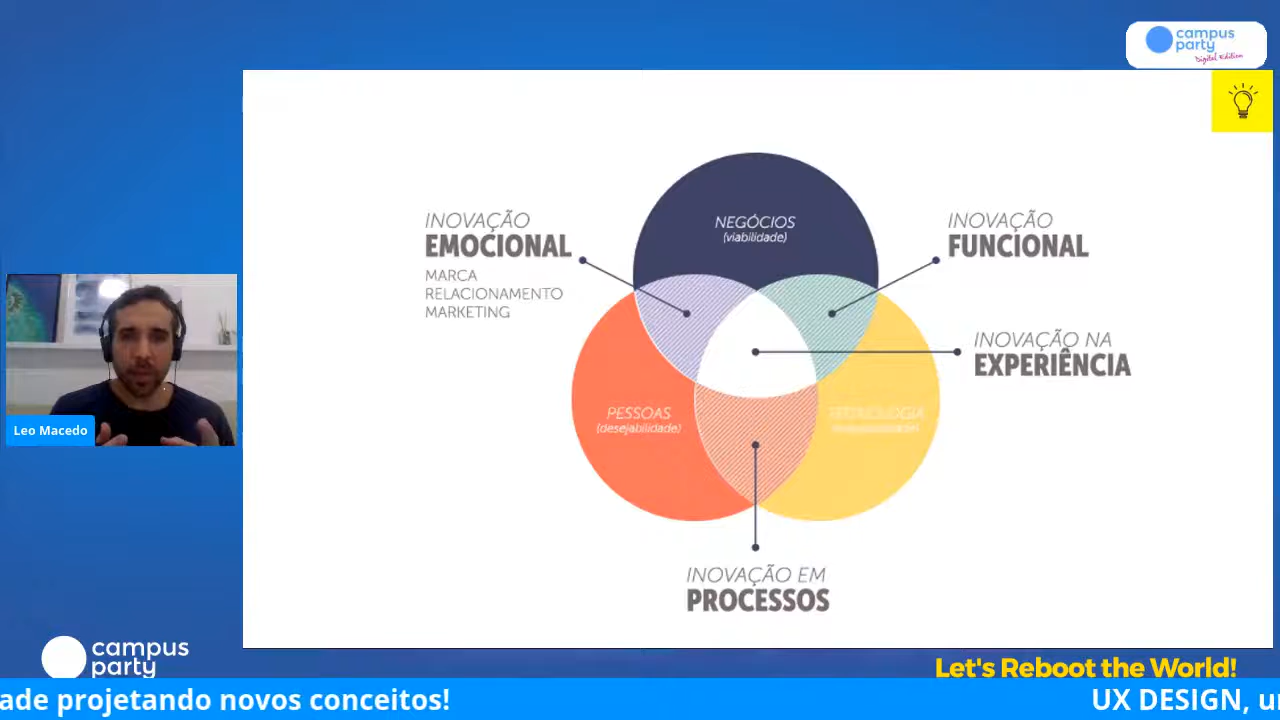 campus
party
Digital Edition
INOVAÇÃO
EMOCIONAL
MARCA
RELACIONAMENTO
MARKETING
NEGÓCIOS
(viabilidade)
INOVAÇÃO
FUNCIONAL
INOVAÇÃO NA
EXPERIÊNCIA
PESSOAS
(desejabilidade)
TECNOLOGIA
INOVAÇÃO EM
PROCESSOS
Leo Macedo
campus
party
Let's Reboot the World!
ade projetando novos conceitos!
UX DESIGN, u